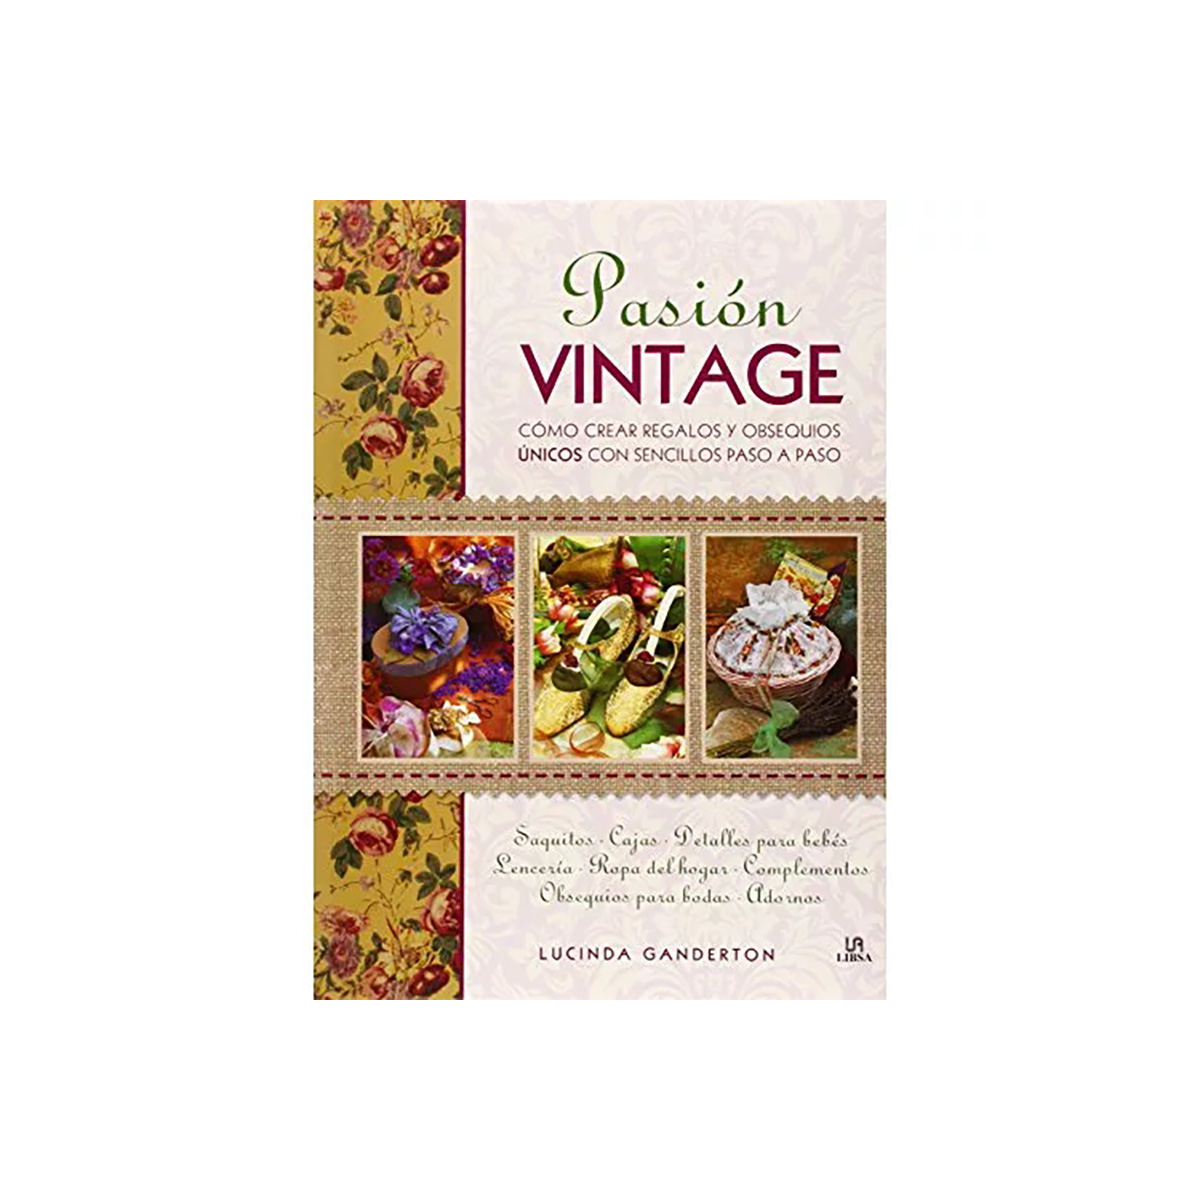 Pasión
VINTAGE
CÓMO CREAR REGALOS Y OBSEQUIOS
ÚNICOS CON SENCILLOS PASO A PASO
Saquitos · Cajas · Detalles para bebés
Lencería · Ropa del hogar · Complementos
Obsequios para bodas · Adornos
LUCINDA GANDERTON
LIBSA